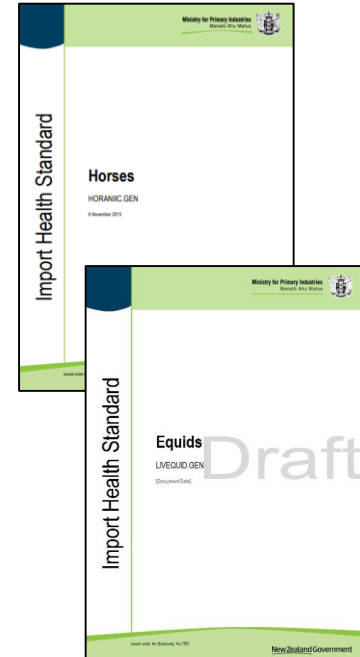 Ministry for Primary Industries
Manatū Ahu Matua
Import Health Standard
Horses
HORANIIC.GEN
6 November 2015
Issued under
Ministry for Primary Industries
Manatū Ahu Matua
Import Health Standard
Equids
Draft
LIVEQUID.GEN
[Document Date]
Issued under the Biosecurity Act 1993
New Zealand Government